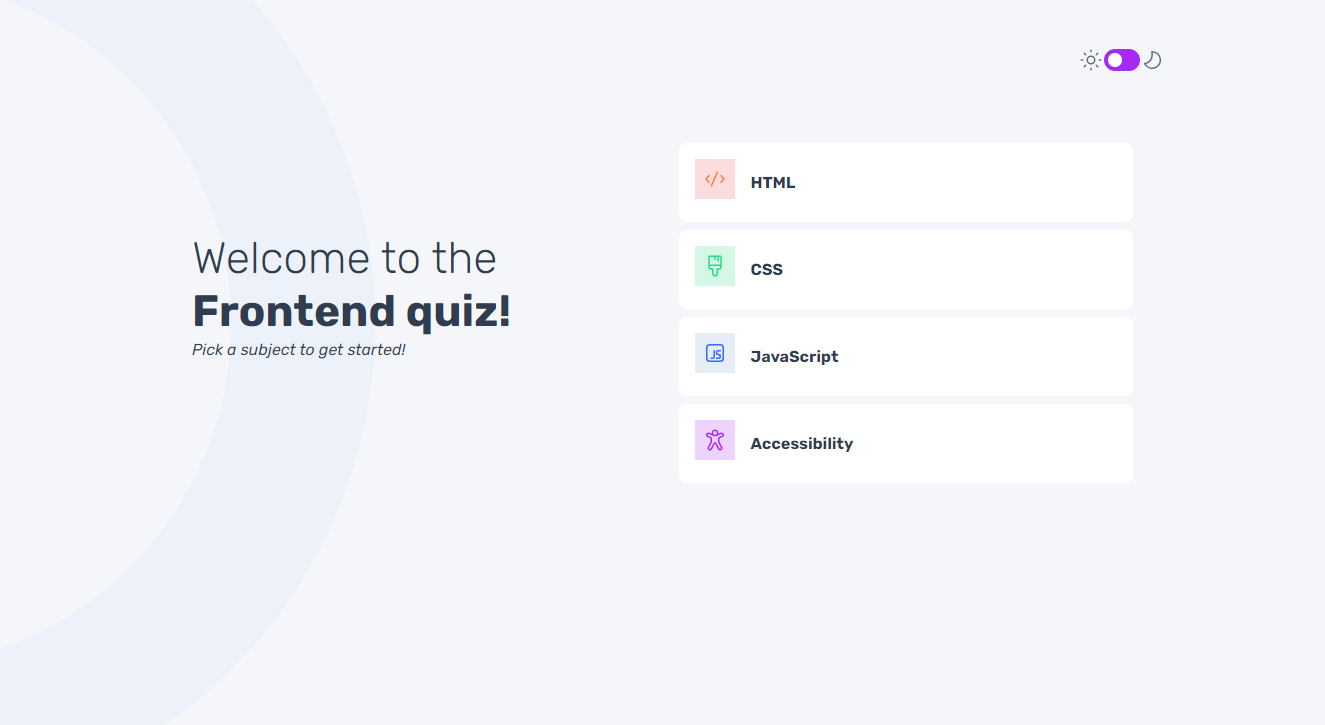 Welcome to the
Frontend quiz!
Pick a subject to get started!
HTML
CSS
JS
JavaScript
Accessibility